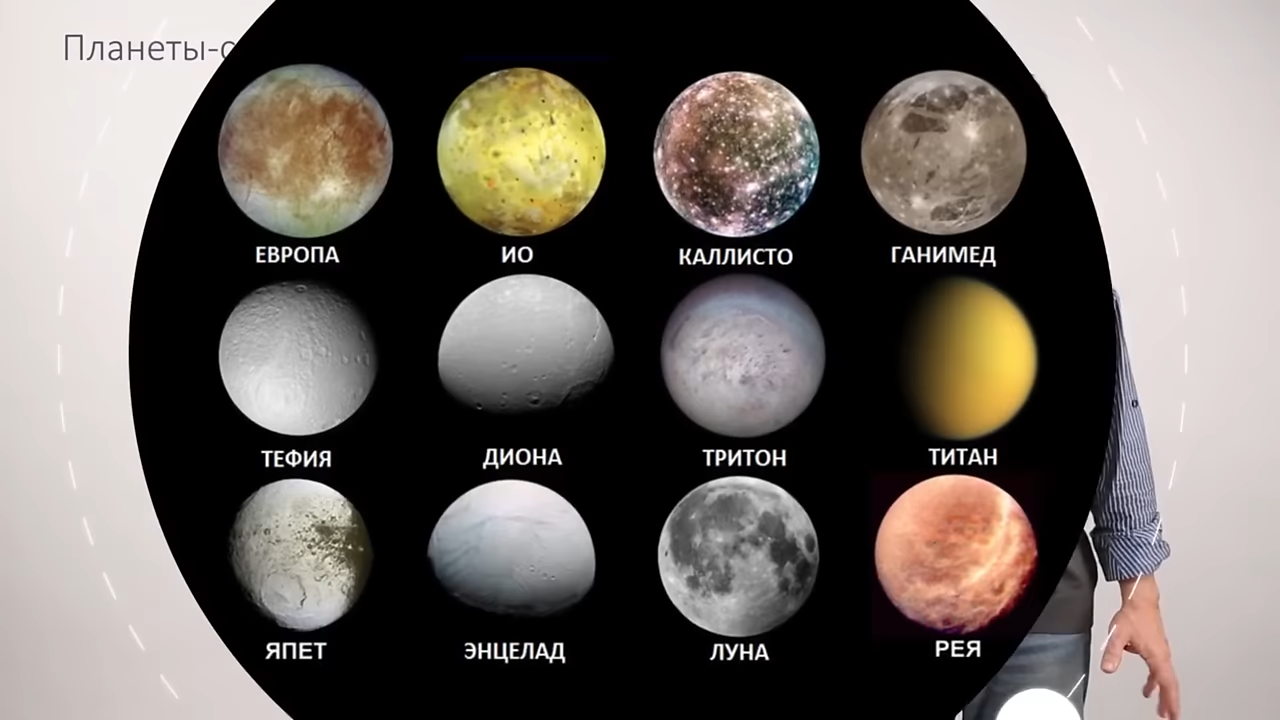 Планеты-
ЕВРОПА
ИО
КАЛЛИСТО
ГАНИМЕД
ТЕФИЯ
ДИОНА
ТРИТОН
ТИТАН
ЯПЕТ
ЭНЦЕЛАД
ЛУНА
РЕЯ